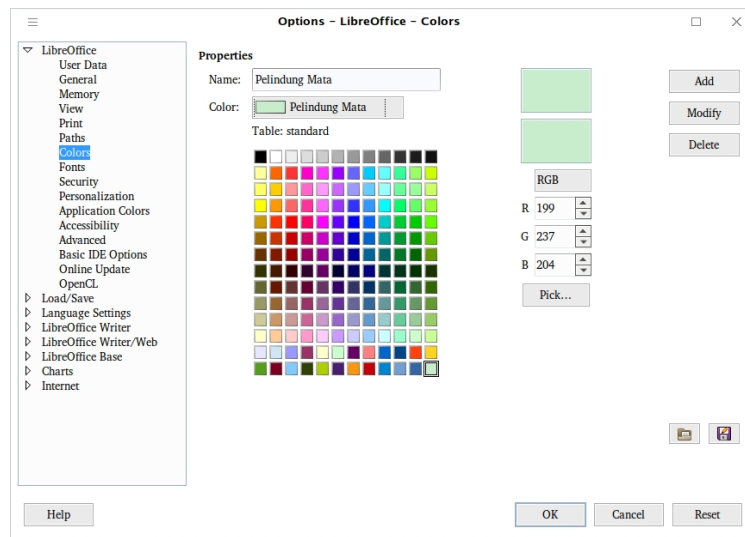 Options – LibreOffice – Colors
LibreOffice
User Data
General
Memory
View
Print
Paths
Colors
Fonts
Security
Personalization
Application Colors
Accessibility
Advanced
Basic IDE Options
Online Update
OpenCL
Load/Save
Language Settings
LibreOffice Writer
LibreOffice Writer/Web
LibreOffice Base
Charts
Internet
Properties
Name: Pelindung Mata
Color: Pelindung Mata
Table: standard
RGB
R 199
G 237
B 204
Pick...
Add
Modify
Delete
Help
OK
Cancel
Reset